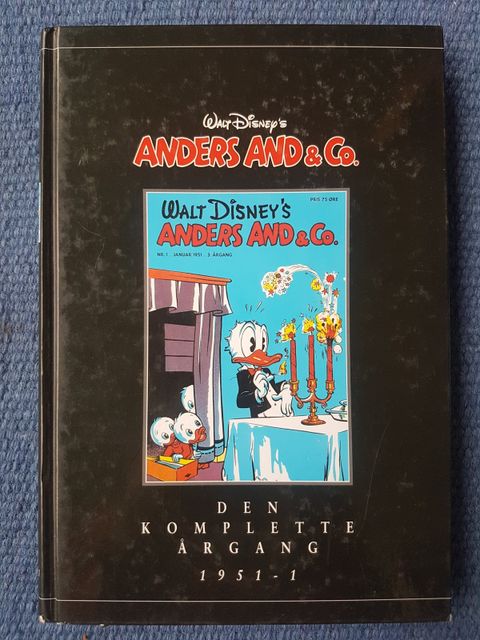 WALT DISNEY'S
ANDERS AND & CO.
WALT DISNEY'S
PRIS 75 ØRE
ANDERS AND & CO.
NR. 1 . JANUAR 1951 . 3. ÅRGANG
DEN
KOMPLETTE
ÅRGANG
1951-1